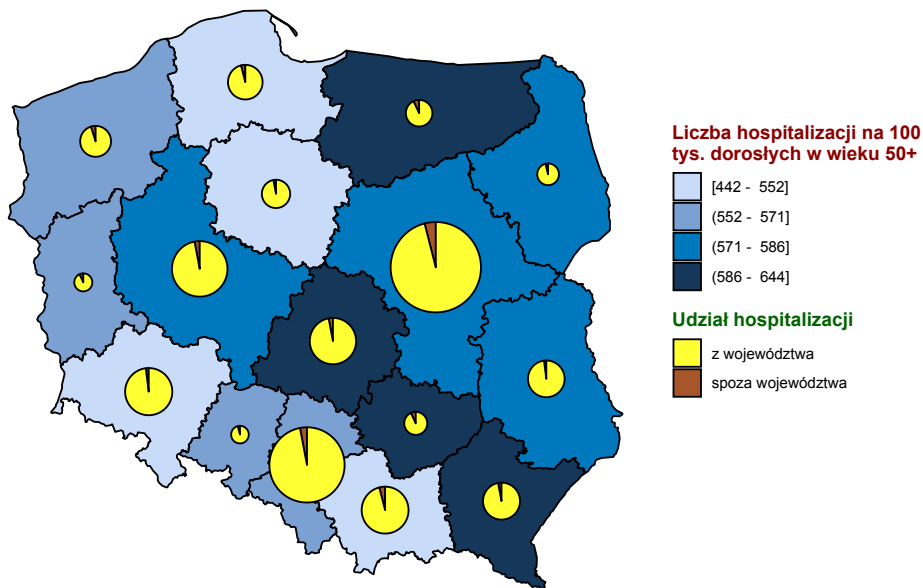 Liczba hospitalizacji na 100
tys. dorosłych w wieku 50+
[442 - 552]
(552 - 571]
(571 - 586]
(586 - 644]
Udział hospitalizacji
z województwa
spoza województwa